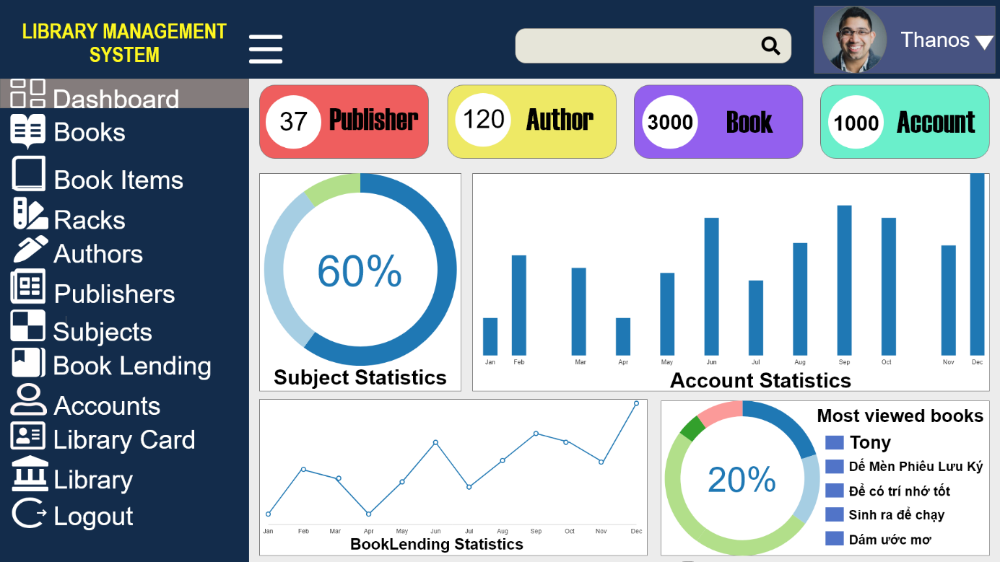 LIBRARY MANAGEMENT
SYSTEM
Thanos
Dashboard
Books
Book Items
Racks
Authors
Publishers
Subjects
Book Lending
Accounts
Library Card
Library
Logout
37 Publisher
120 Author
3000 Book
1000 Account
60%
Subject Statistics
Jan Feb Mar Apr May Jun Jul Aug Sep Oct Nov Dec
Account Statistics
Jan Feb Mar Apr May Jun Jul Aug Sep Oct Nov Dec
BookLending Statistics
20%
Most viewed books
Tony
Dế Mèn Phiêu Lưu Ký
Để có trí nhớ tốt
Sinh ra để chạy
Dám ước mơ